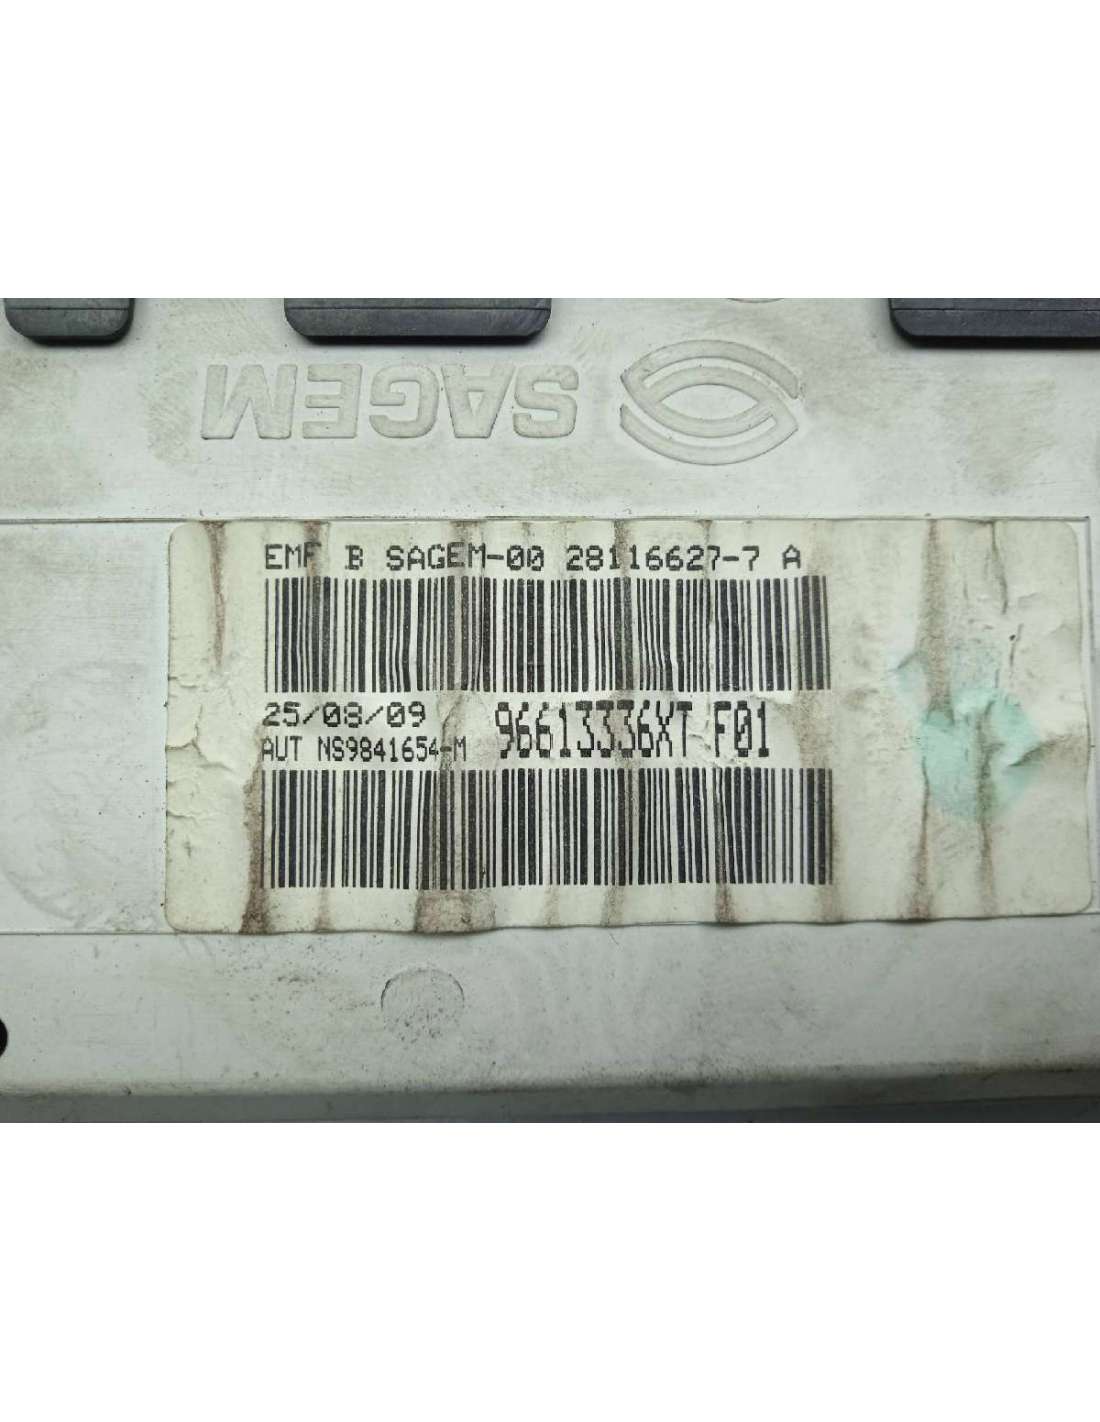 SAGEM
EMF B SAGEM-00 28116627-7 A
25/08/09
AUT NS9841654-M 96613336XT F01